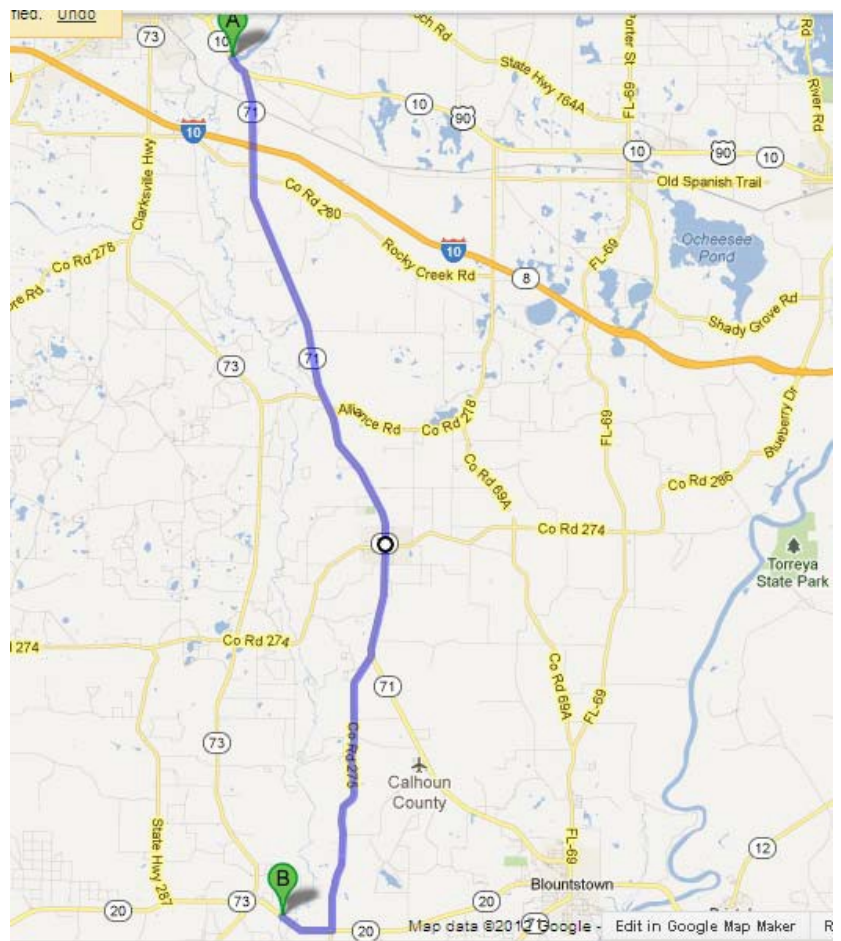 fied. Undo
A
73
10
71
10
10
90
State Hwy 164A
FL-69
River Rd
Rd
Clarksville Hwy
10
90
10
Old Spanish Trail
Co Rd 280
Rocky Creek Rd
10
8
FL-69
Ocheesee
Pond
Co Rd 278
Shady Grove Rd
73
71
Alliance Rd
Co Rd 278
FL-69
Blueberry Dr
Co Rd 69A
Co Rd 286
Co Rd 274
Torreya
State Park
274
Co Rd 274
71
Co Rd 69A
FL-69
73
Co Rd 275
Calhoun
County
State Hwy 287
FL-69
12
B
Blountstown
20
73
20
20
71
Map data ©2012 Google -
Edit in Google Map Maker
R